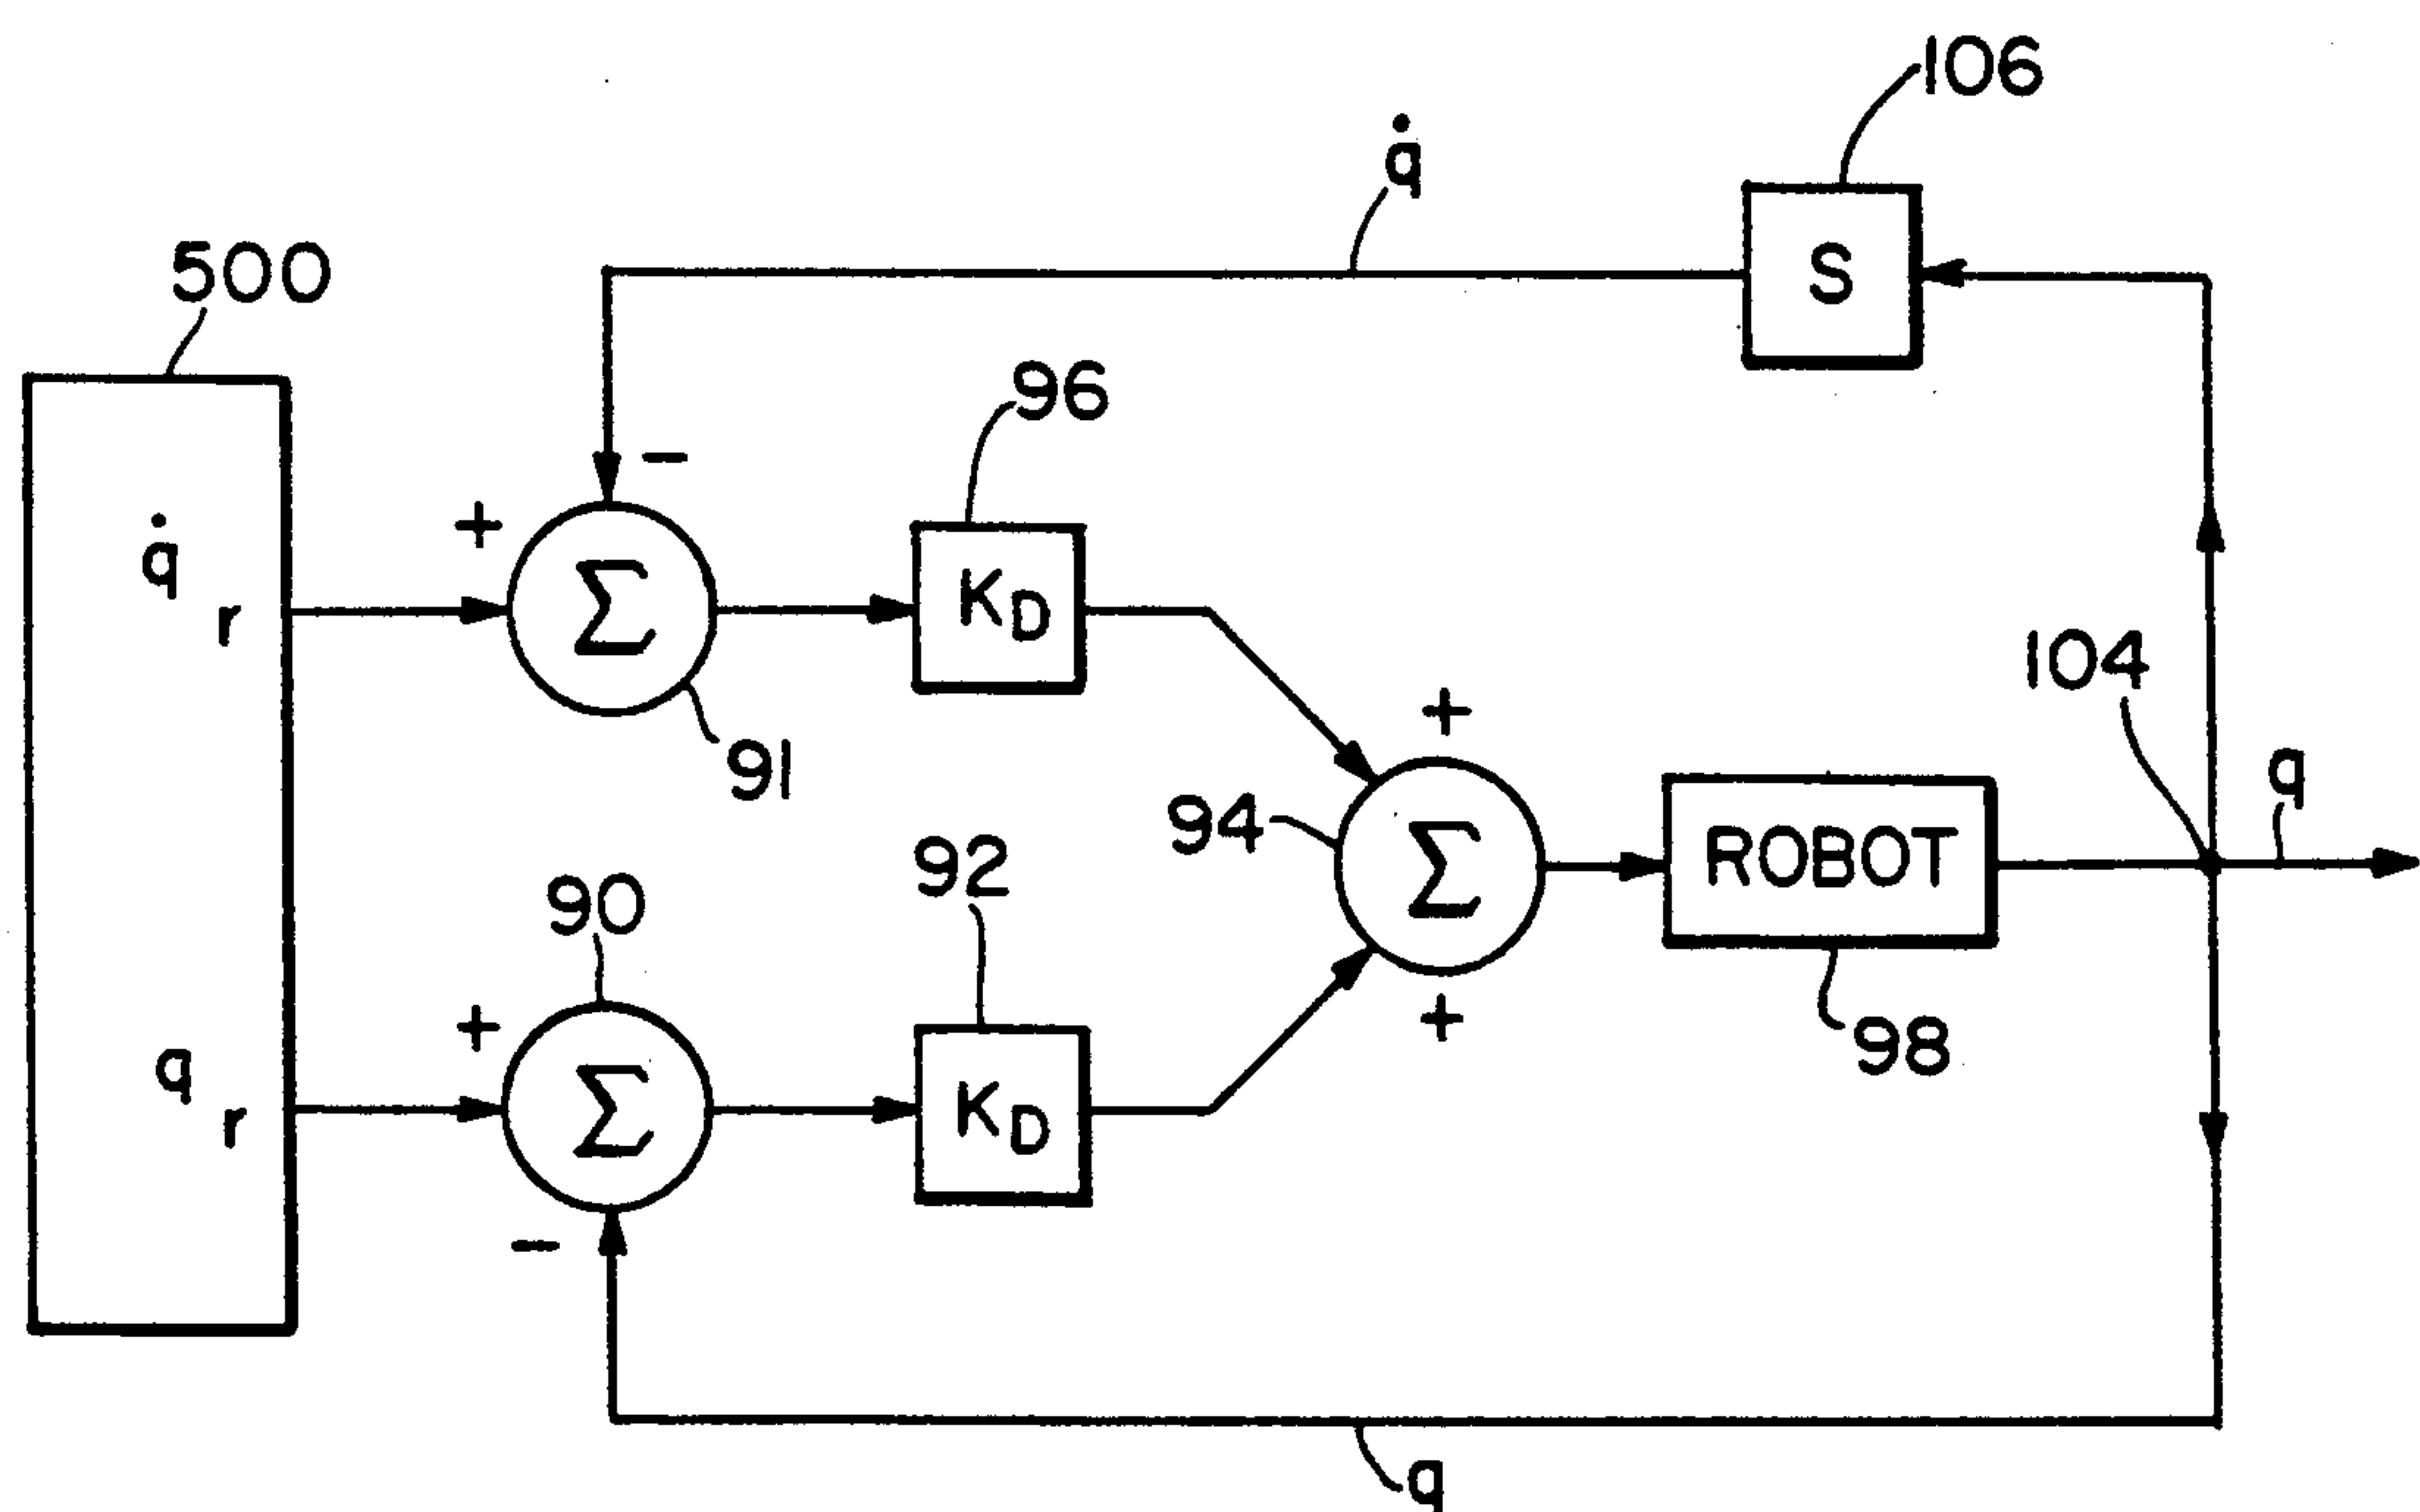 106
q̇
500
S
96
−
+
q̇
r
Σ
K_D
91
104
+
q
94
Σ
ROBOT
92
90
98
+
+
q
r
Σ
K_D
−
q